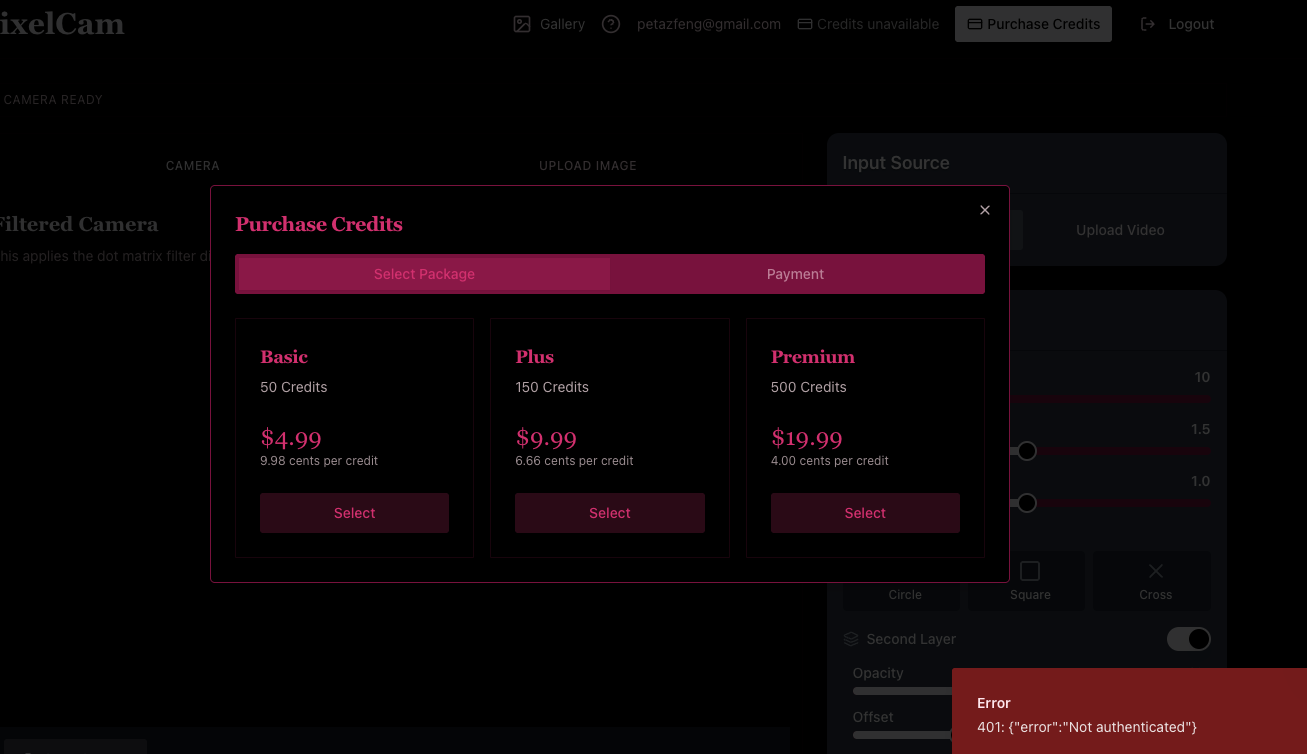 ixelCam
Gallery
petazfeng@gmail.com
Credits unavailable
Purchase Credits
Logout
CAMERA READY
CAMERA
UPLOAD IMAGE
Input Source
Filtered Camera
Upload Video
his applies the dot matrix filter d
Purchase Credits
Select Package
Payment
Basic
50 Credits
$4.99
9.98 cents per credit
Select
Plus
150 Credits
$9.99
6.66 cents per credit
Select
Premium
500 Credits
$19.99
4.00 cents per credit
Select
10
1.5
1.0
Circle
Square
Cross
Second Layer
Opacity
Offset
Error
401: {"error":"Not authenticated"}